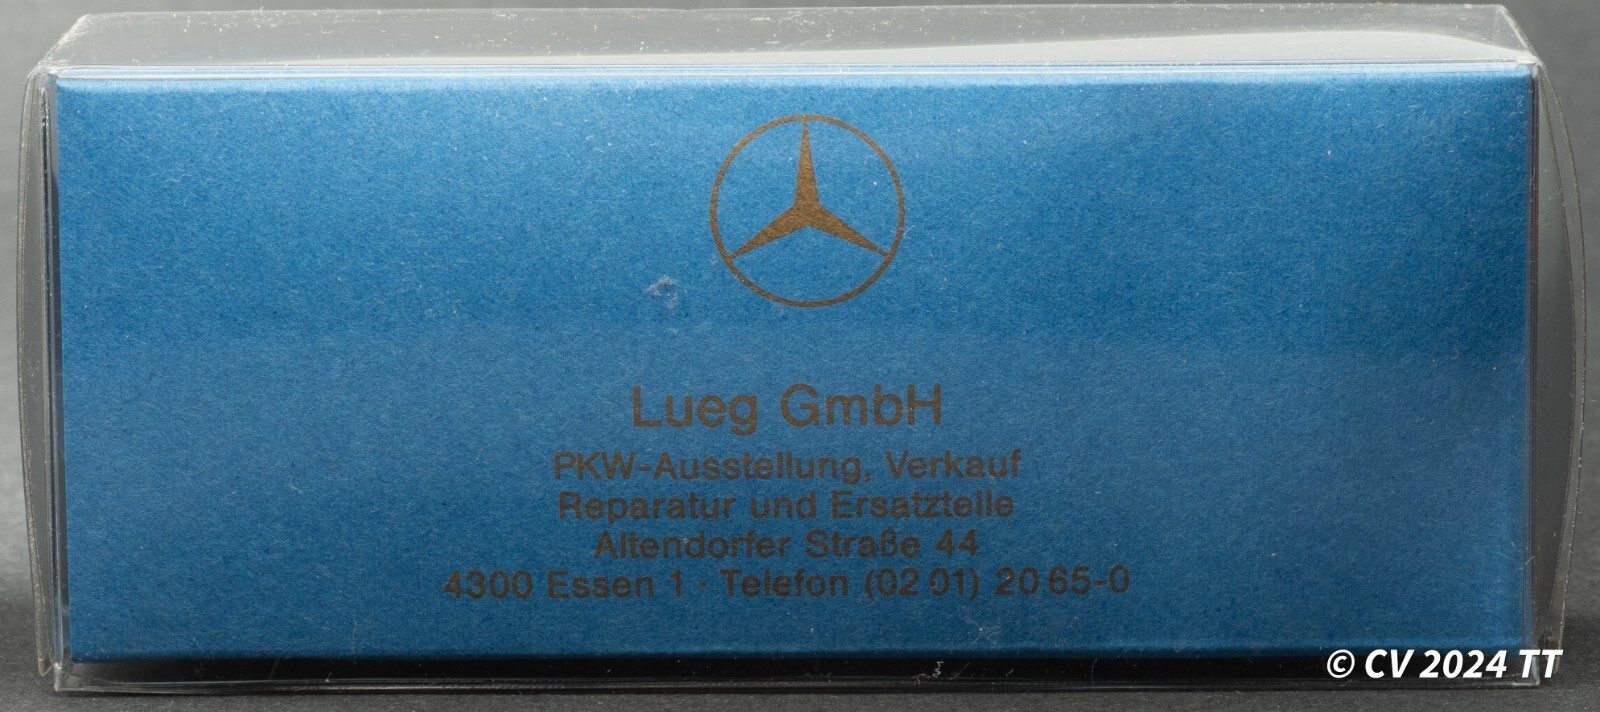 Lueg GmbH
PKW-Ausstellung, Verkauf
Reparatur und Ersatzteile
Altendorfer Straße 44
4300 Essen 1 · Telefon (02 01) 20 65-0
© CV 2024 TT